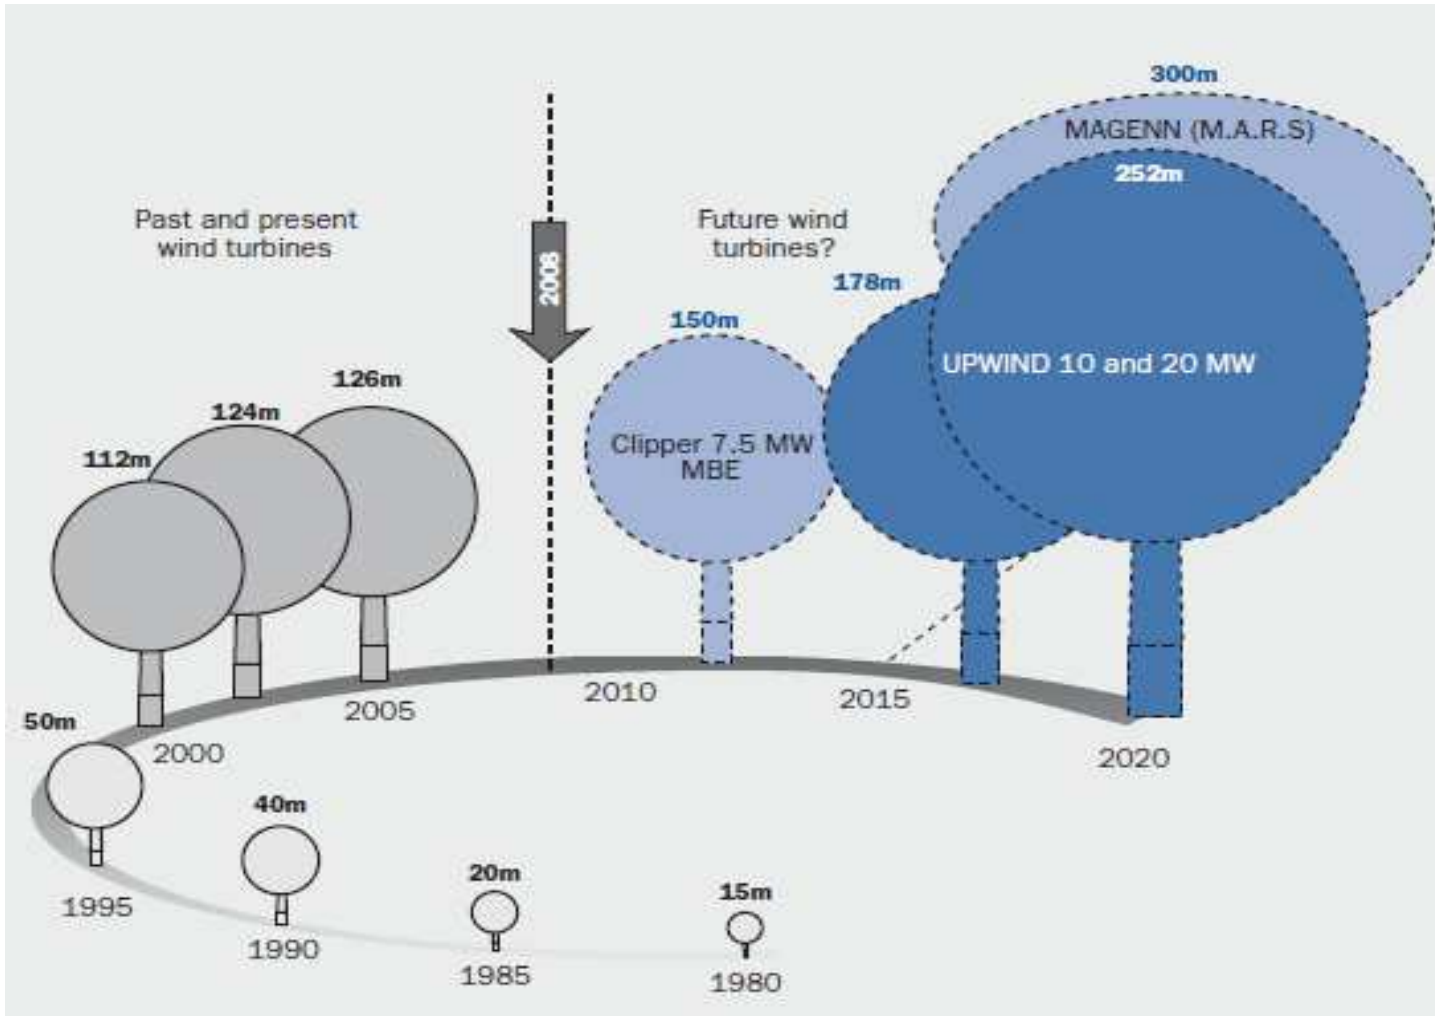 300m
MAGENN (M.A.R.S)
252m
Past and present
wind turbines
2008
Future wind
turbines?
178m
150m
UPWIND 10 and 20 MW
126m
124m
112m
Clipper 7.5 MW
MBE
2010
2015
2005
50m
2000
2020
40m
20m
15m
1995
1990
1985
1980